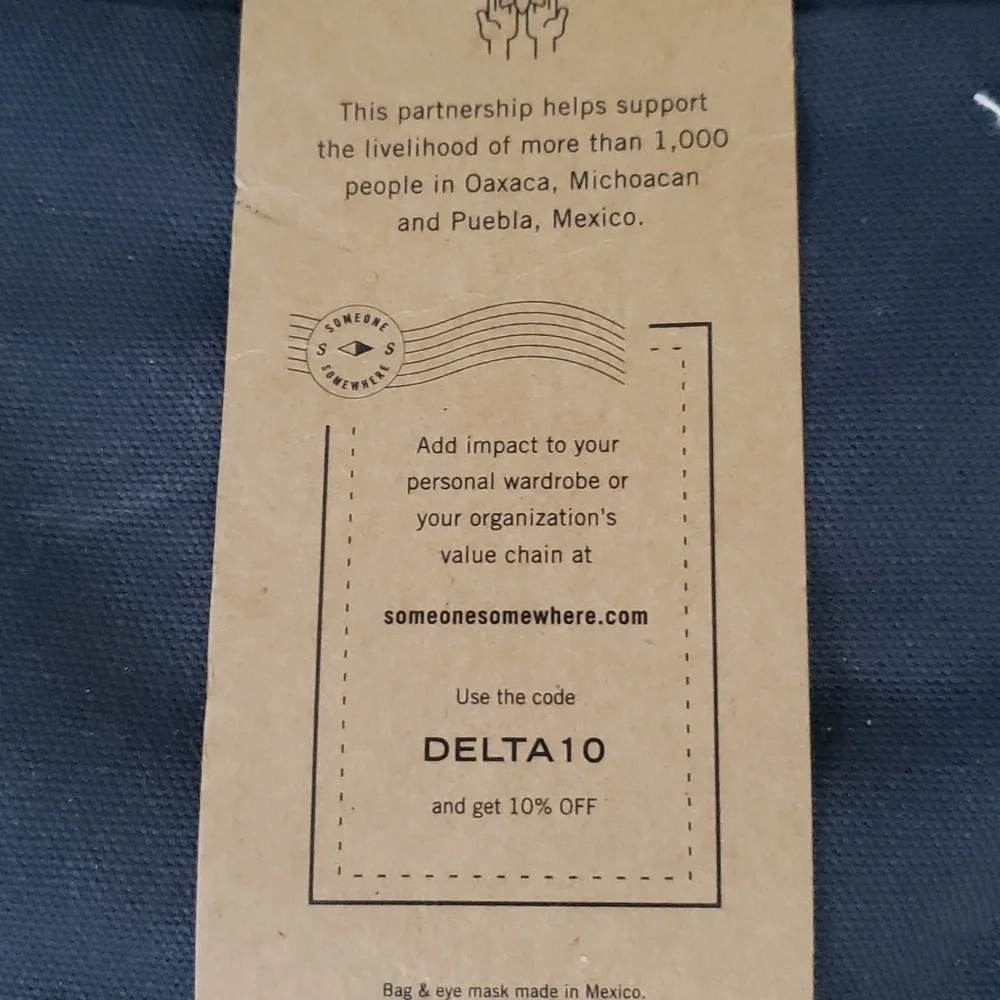 This partnership helps support
the livelihood of more than 1,000
people in Oaxaca, Michoacan
and Puebla, Mexico.
SOMEONE
S S
SOMEWHERE
Add impact to your
personal wardrobe or
your organization's
value chain at
someonesomewhere.com
Use the code
DELTA10
and get 10% OFF
Bag & eye mask made in Mexico.